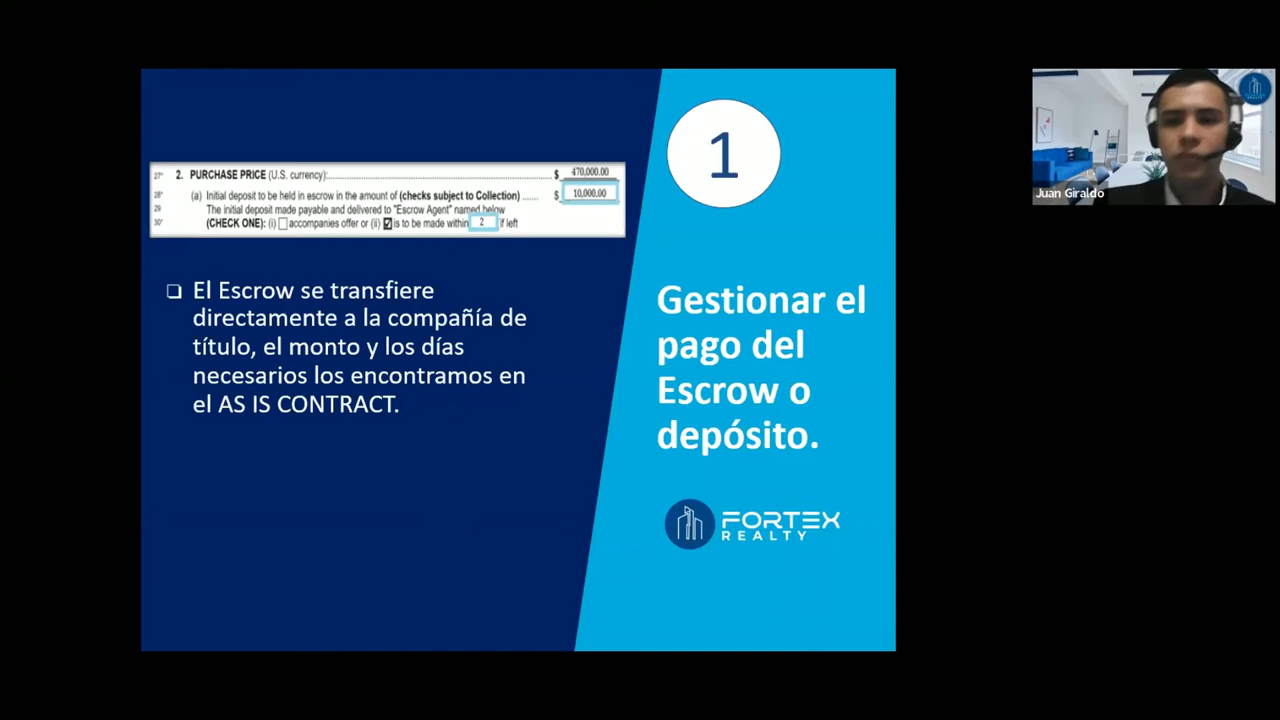 27* 2. PURCHASE PRICE (U.S. currency):............ $ 470,000.00
28* (a) Initial deposit to be held in escrow in the amount of (checks subject to Collection) ....... $ 10,000.00
29 The initial deposit made payable and delivered to "Escrow Agent" named below
30* (CHECK ONE): (i) accompanies offer or (ii) is to be made within 2 if left
El Escrow se transfiere
directamente a la compañía de
título, el monto y los días
necesarios los encontramos en
el AS IS CONTRACT.
1
Gestionar el
pago del
Escrow o
depósito.
FORTEX
REALTY
Juan Giraldo